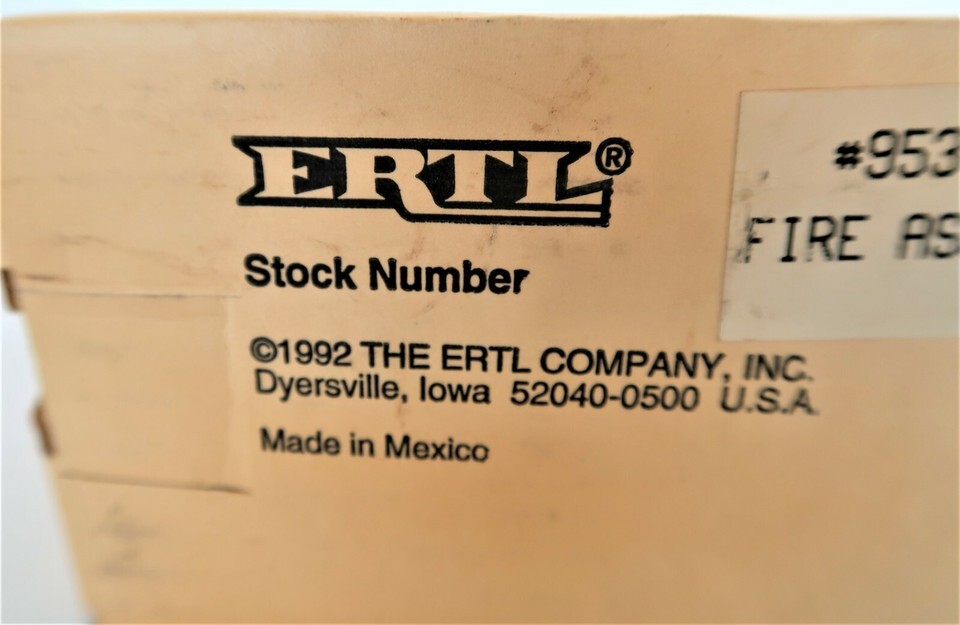 ERTL®
Stock Number
#953
FIRE AS
©1992 THE ERTL COMPANY, INC.
Dyersville, Iowa 52040-0500 U.S.A.
Made in Mexico